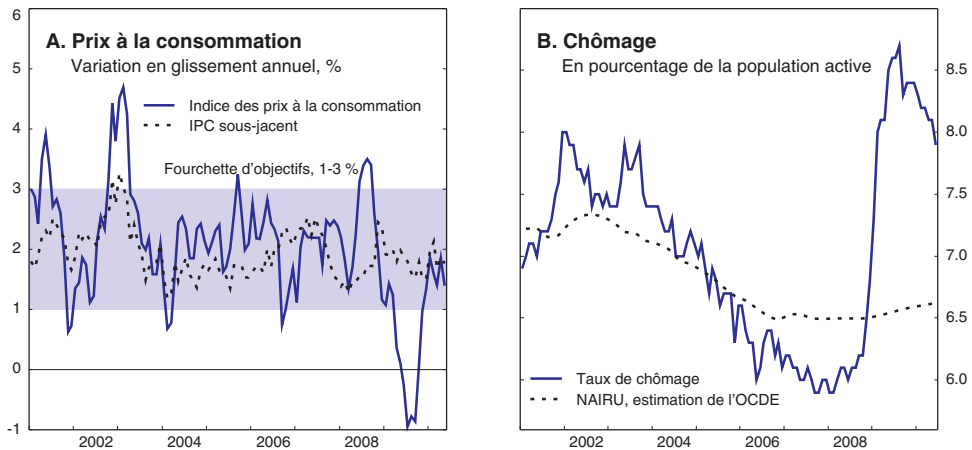 A. Prix à la consommation
Variation en glissement annuel, %
Indice des prix à la consommation
IPC sous-jacent
Fourchette d'objectifs, 1-3 %
6
5
4
3
2
1
0
-1
2002 2004 2006 2008
B. Chômage
En pourcentage de la population active
Taux de chômage
NAIRU, estimation de l'OCDE
8.5
8.0
7.5
7.0
6.5
6.0
2002 2004 2006 2008